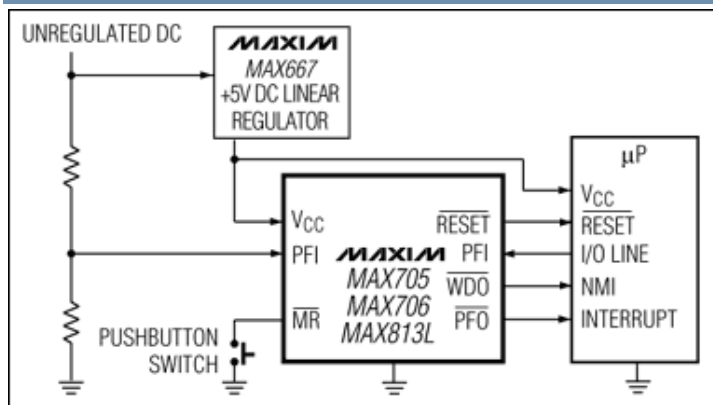 UNREGULATED DC
MAXIM
MAX667
+5V DC LINEAR
REGULATOR
μP
VCC
RESET
I/O LINE
NMI
INTERRUPT
VCC
PFI
MR
MAXIM
MAX705
MAX706
MAX813L
RESET
PFI
WDO
PFO
PUSHBUTTON
SWITCH